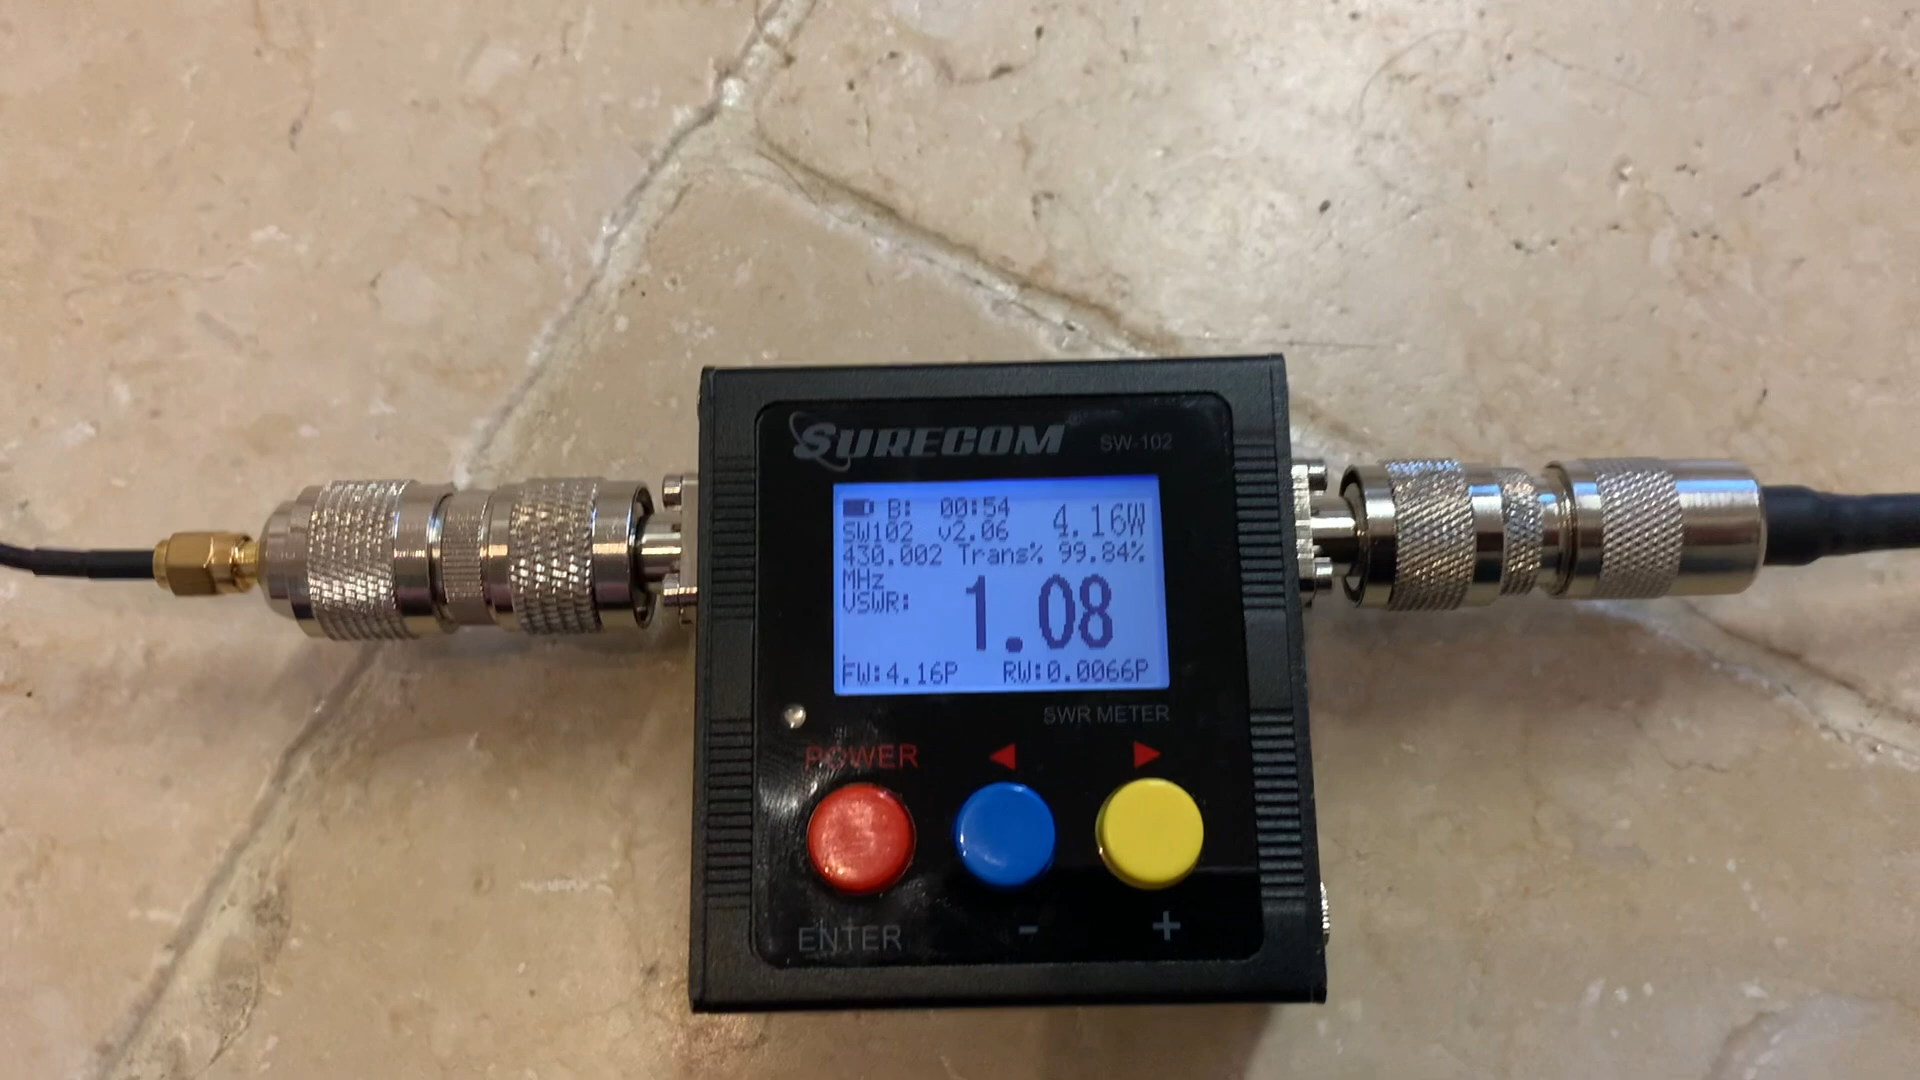 SURECOM® SW-102
B: 00:54 4.16W
SW102 v2.06
430.002 Trans% 99.84%
MHz
VSWR: 1.08
FW:4.16P RW:0.0066P
SWR METER
POWER ◀ ▶
ENTER - +